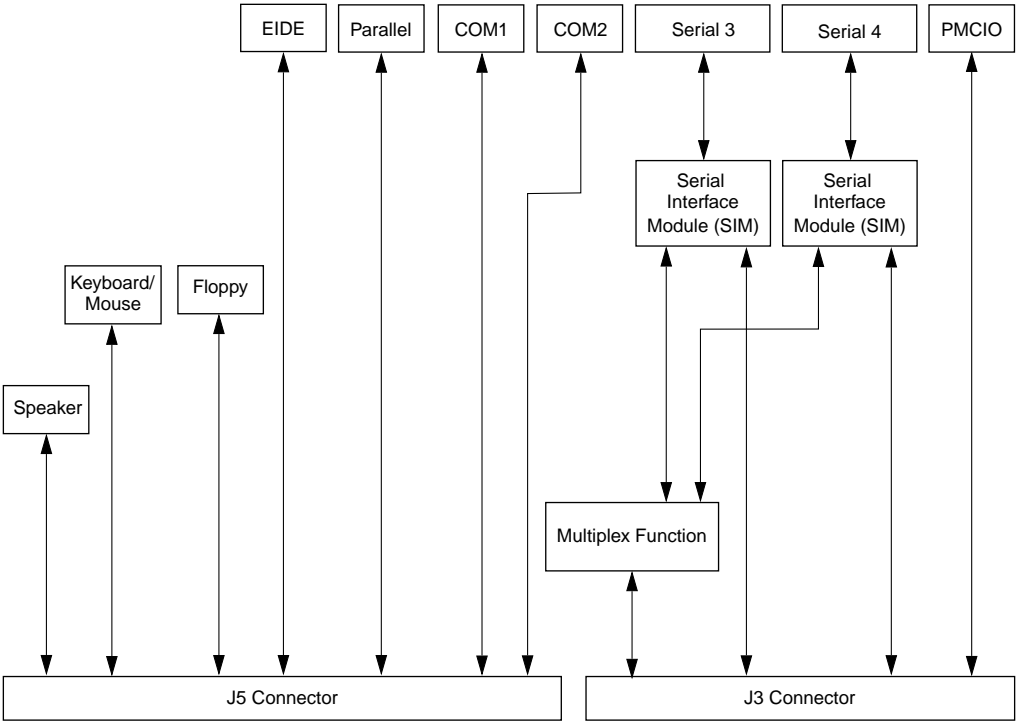 EIDE
Parallel
COM1
COM2
Serial 3
Serial 4
PMCIO
Serial
Interface
Module (SIM)
Serial
Interface
Module (SIM)
Keyboard/
Mouse
Floppy
Speaker
Multiplex Function
J5 Connector
J3 Connector